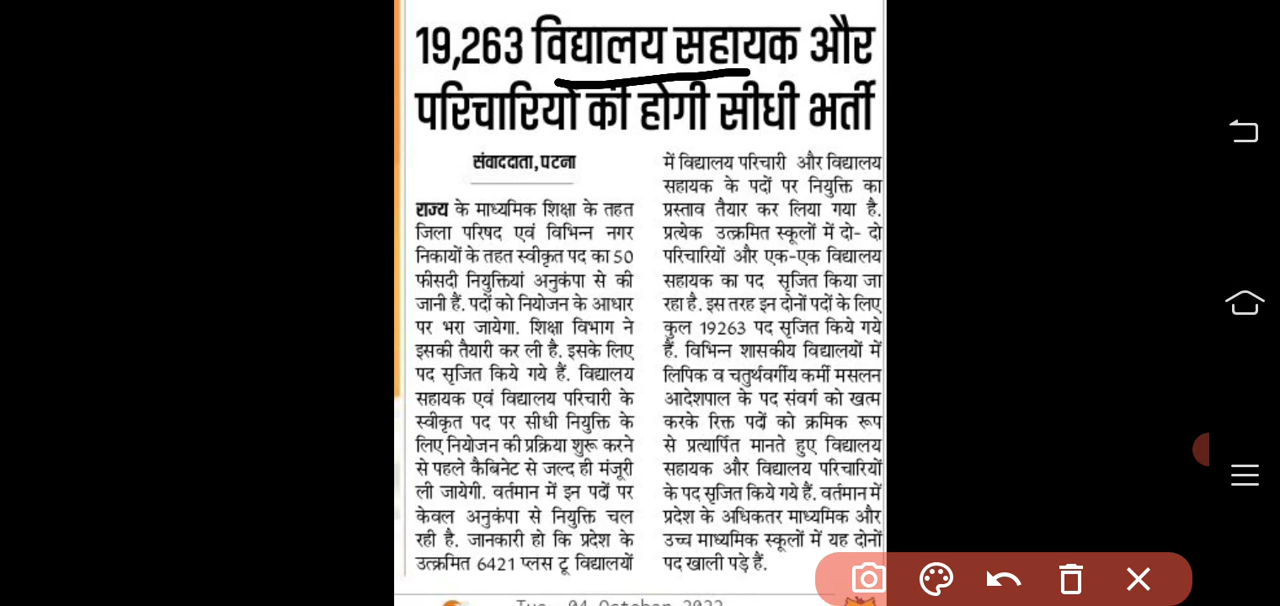 19,263 विद्यालय सहायक और
परिचारियों की होगी सीधी भर्ती
संवाददाता, पटना
राज्य के माध्यमिक शिक्षा के तहत
जिला परिषद एवं विभिन्न नगर
निकायों के तहत स्वीकृत पद का 50
फीसदी नियुक्तियां अनुकंपा से की
जानी हैं. पदों को नियोजन के आधार
पर भरा जायेगा. शिक्षा विभाग ने
इसकी तैयारी कर ली है. इसके लिए
पद सृजित किये गये हैं. विद्यालय
सहायक एवं विद्यालय परिचारी के
स्वीकृत पद पर सीधी नियुक्ति के
लिए नियोजन की प्रक्रिया शुरू करने
से पहले कैबिनेट से जल्द ही मंजूरी
ली जायेगी. वर्तमान में इन पदों पर
केवल अनुकंपा से नियुक्ति चल
रही है. जानकारी हो कि प्रदेश के
उत्क्रमित 6421 प्लस टू विद्यालयों
में विद्यालय परिचारी और विद्यालय
सहायक के पदों पर नियुक्ति का
प्रस्ताव तैयार कर लिया गया है.
प्रत्येक उत्क्रमित स्कूलों में दो- दो
परिचारियों और एक-एक विद्यालय
सहायक का पद सृजित किया जा
रहा है. इस तरह इन दोनों पदों के लिए
कुल 19263 पद सृजित किये गये
हैं. विभिन्न शासकीय विद्यालयों में
लिपिक व चतुर्थवर्गीय कर्मी मसलन
आदेशपाल के पद संवर्ग को खत्म
करके रिक्त पदों को क्रमिक रूप
से प्रत्यार्पित मानते हुए विद्यालय
सहायक और विद्यालय परिचारियों
के पद सृजित किये गये हैं. वर्तमान में
प्रदेश के अधिकतर माध्यमिक और
उच्च माध्यमिक स्कूलों में यह दोनों
पद खाली पड़े हैं.
Tue, 04 October 2022